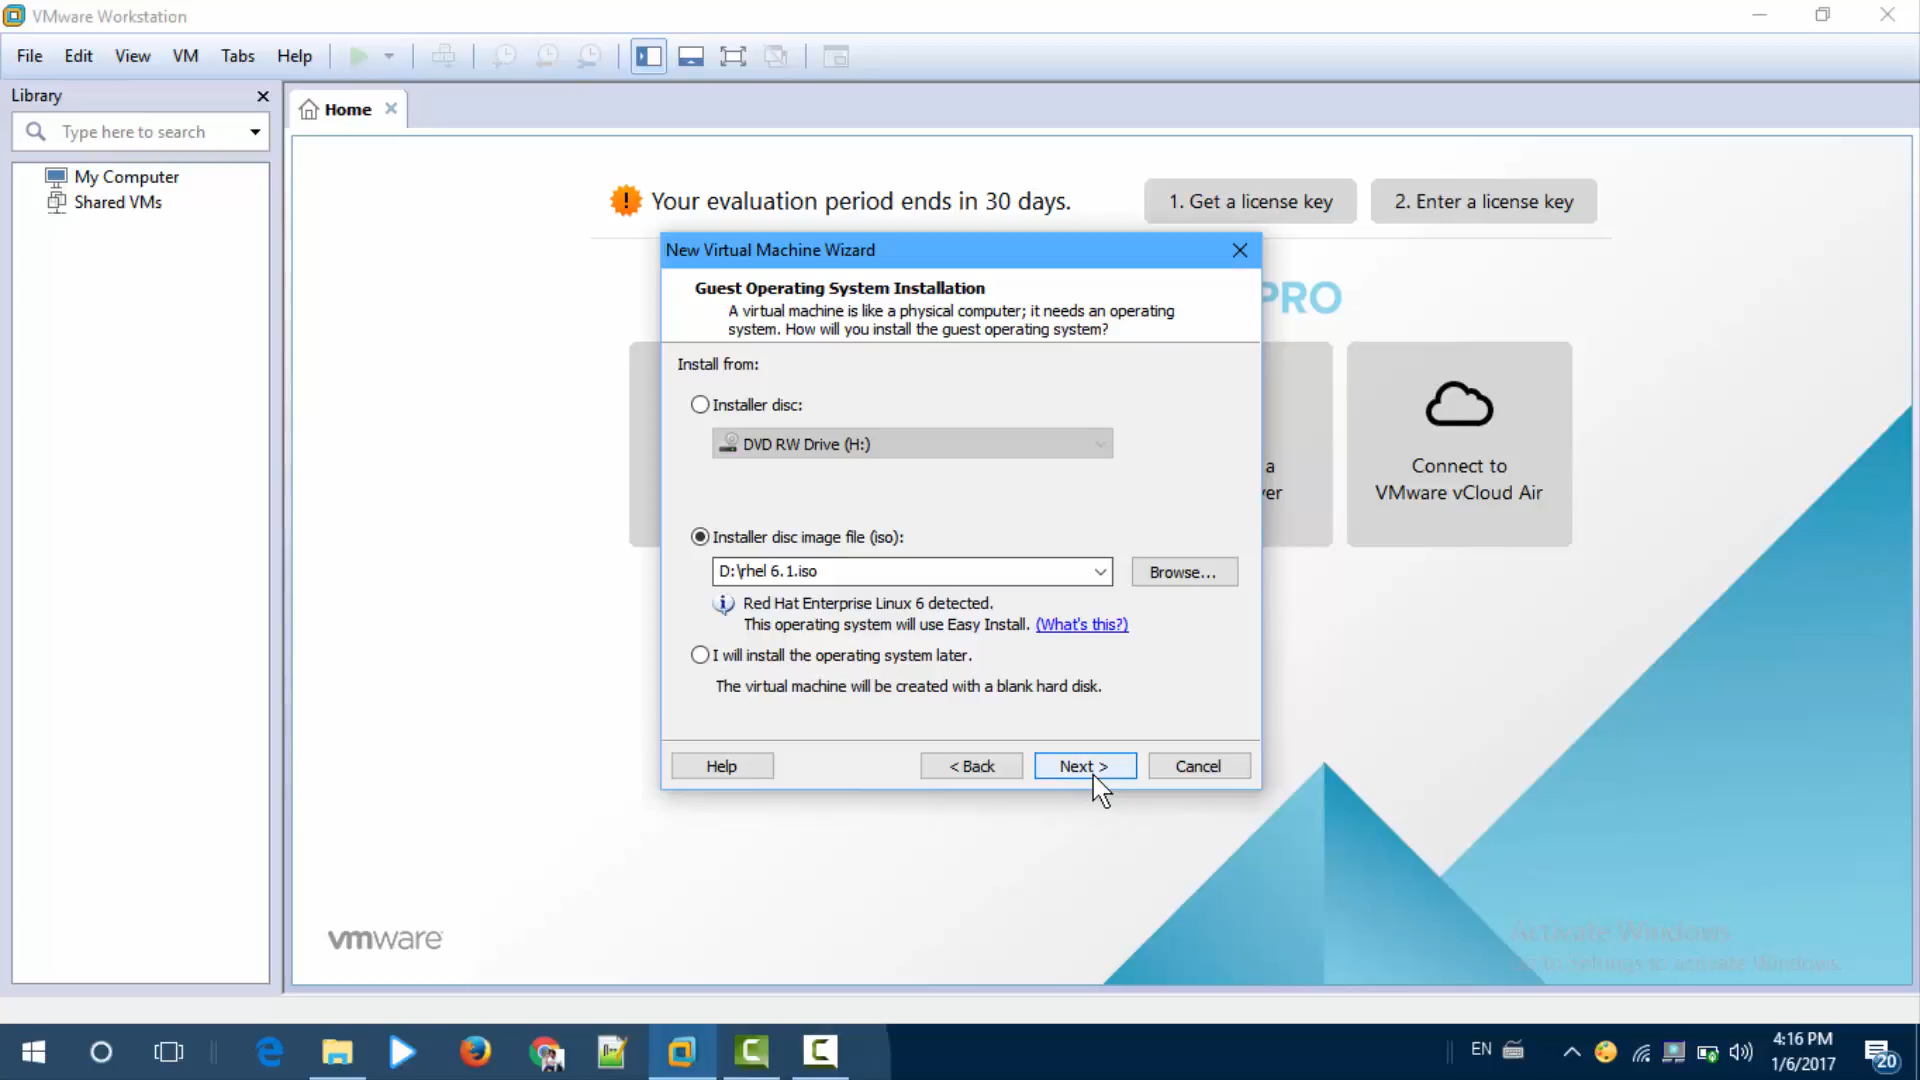 VMware Workstation
File Edit View VM Tabs Help
Library
Home
Type here to search
My Computer
Shared VMs
Your evaluation period ends in 30 days.
1. Get a license key
2. Enter a license key
New Virtual Machine Wizard
PRO
Guest Operating System Installation
A virtual machine is like a physical computer; it needs an operating
system. How will you install the guest operating system?
Install from:
Installer disc:
DVD RW Drive (H:)
a
ver
Connect to
VMware vCloud Air
Installer disc image file (iso):
D:\rhel 6.1.iso
Browse...
Red Hat Enterprise Linux 6 detected.
This operating system will use Easy Install. (What's this?)
I will install the operating system later.
The virtual machine will be created with a blank hard disk.
Help
< Back
Next >
Cancel
vmware
Activate Windows
to settings to activate Windows.
EN
4:16 PM
1/6/2017
20